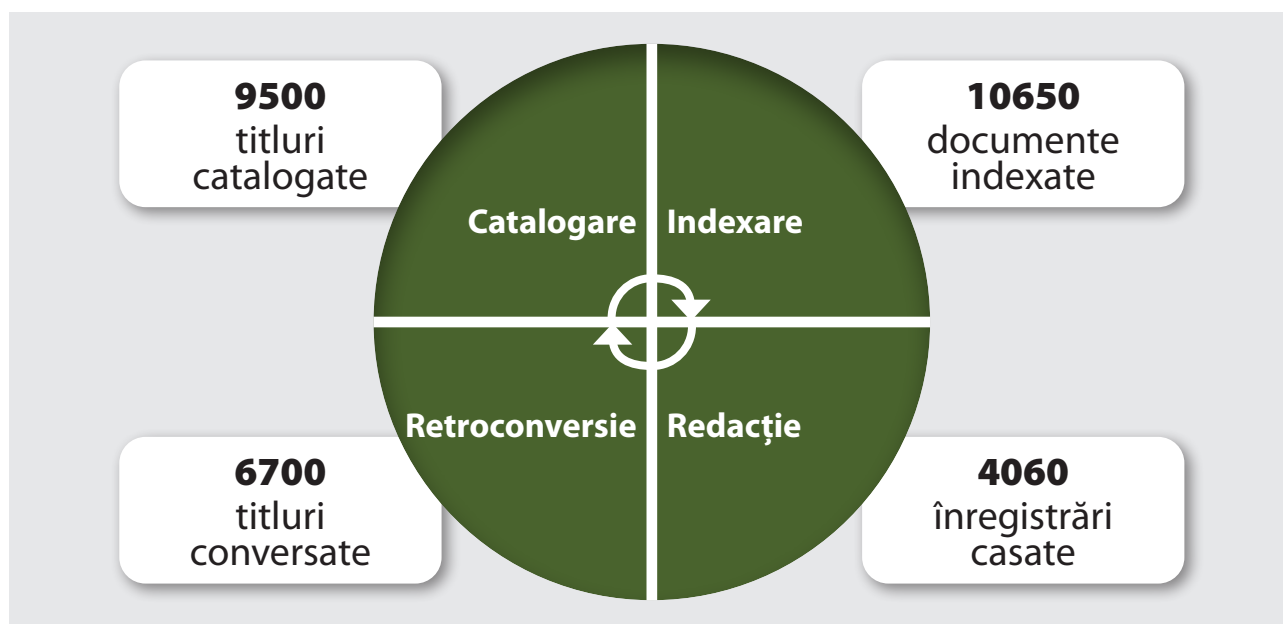 9500
titluri
catalogate
10650
documente
indexate
Catalogare
Indexare
Retroconversie
Redacție
6700
titluri
conversate
4060
înregistrări
casate